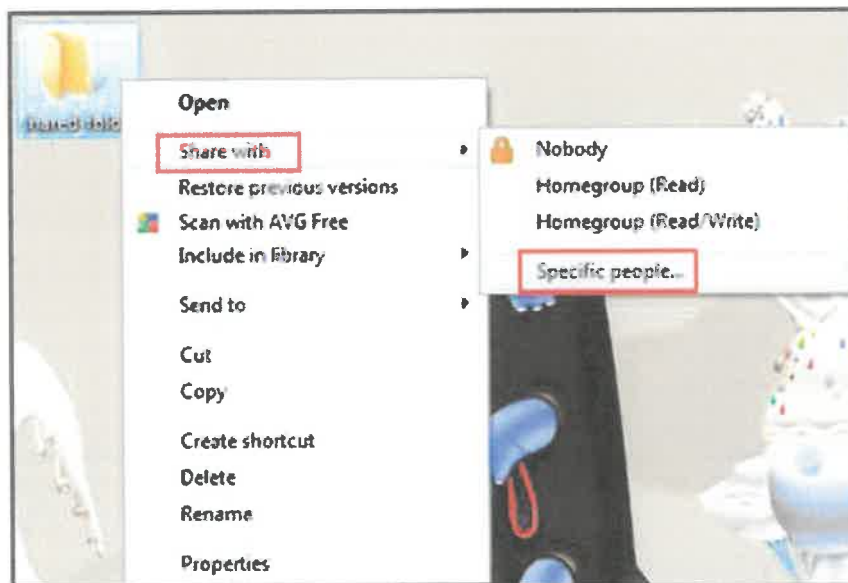 Open
Share with
Restore previous versions
Scan with AVG Free
Include in library
Send to
Cut
Copy
Create shortcut
Delete
Rename
Properties
Nobody
Homegroup (Read)
Homegroup (Read/Write)
Specific people...